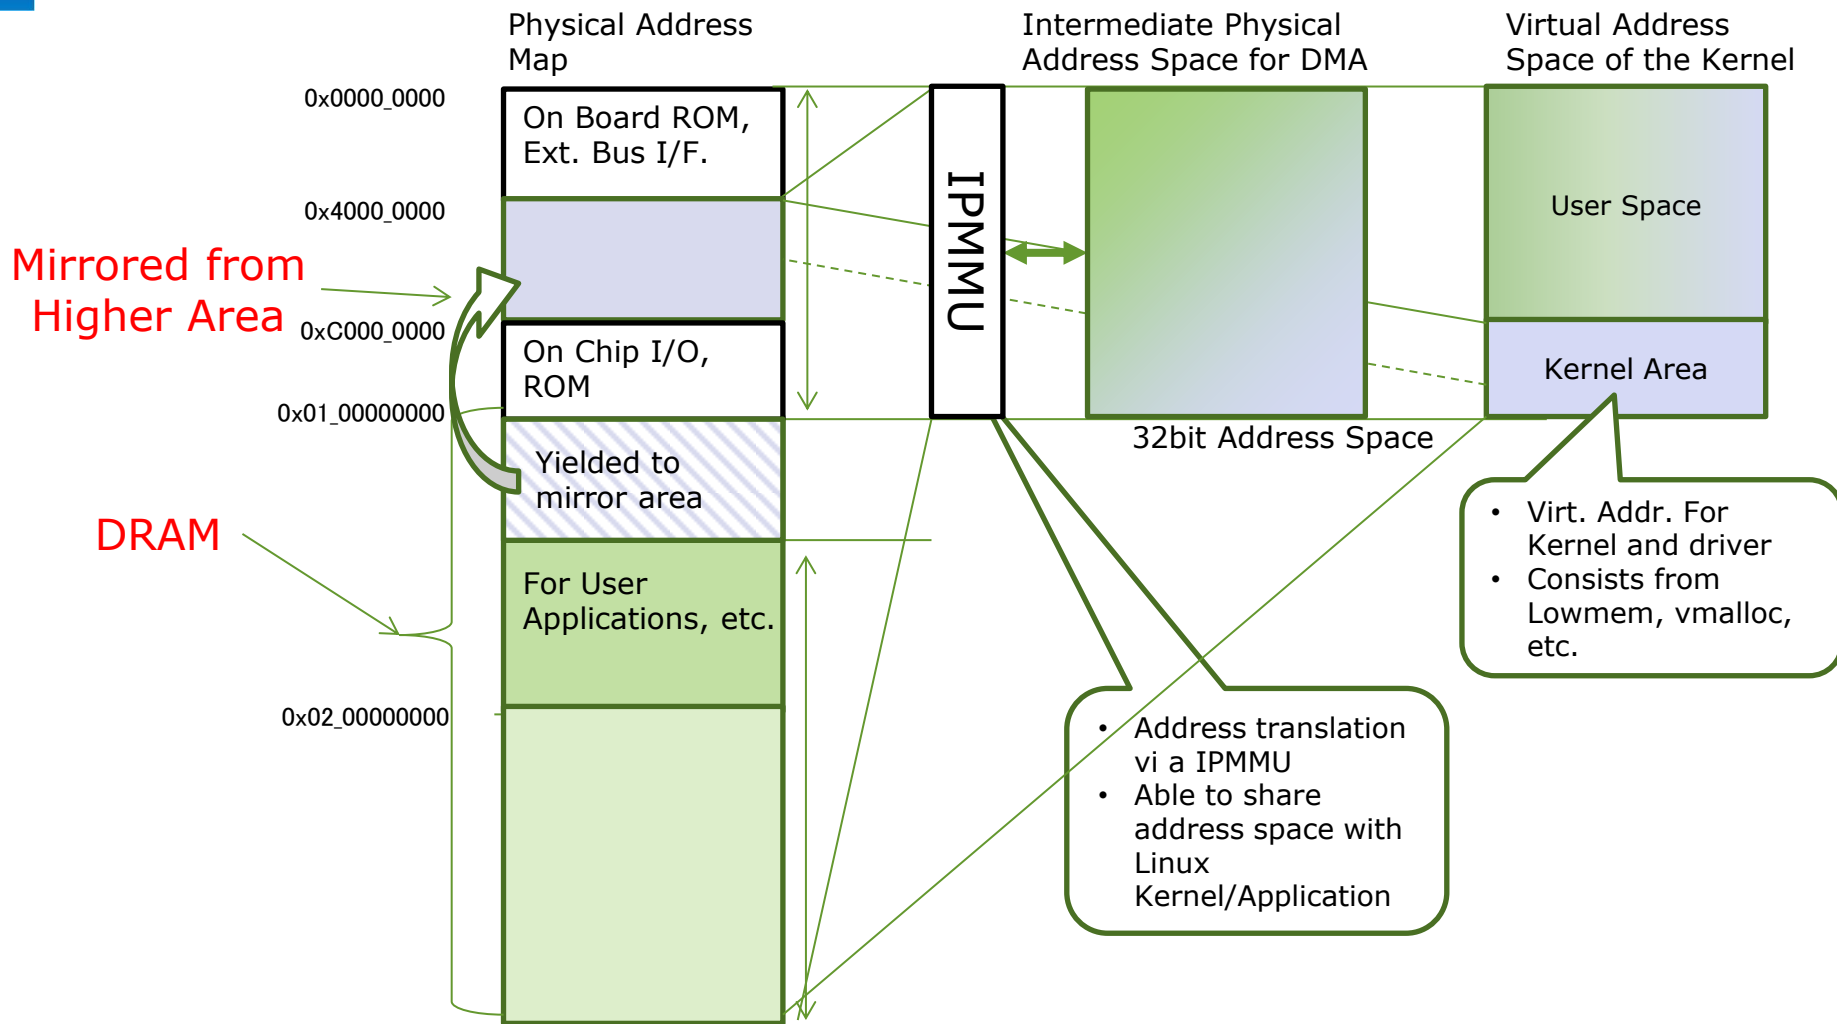 Physical Address
Map
Intermediate Physical
Address Space for DMA
Virtual Address
Space of the Kernel
0x0000_0000
On Board ROM,
Ext. Bus I/F.
0x4000_0000
Mirrored from
Higher Area
0xC000_0000
On Chip I/O,
ROM
0x01_00000000
Yielded to
mirror area
DRAM
For User
Applications, etc.
0x02_00000000
IPMMU
32bit Address Space
User Space
Kernel Area
• Virt. Addr. For
Kernel and driver
• Consists from
Lowmem, vmalloc,
etc.
• Address translation
vi a IPMMU
• Able to share
address space with
Linux
Kernel/Application